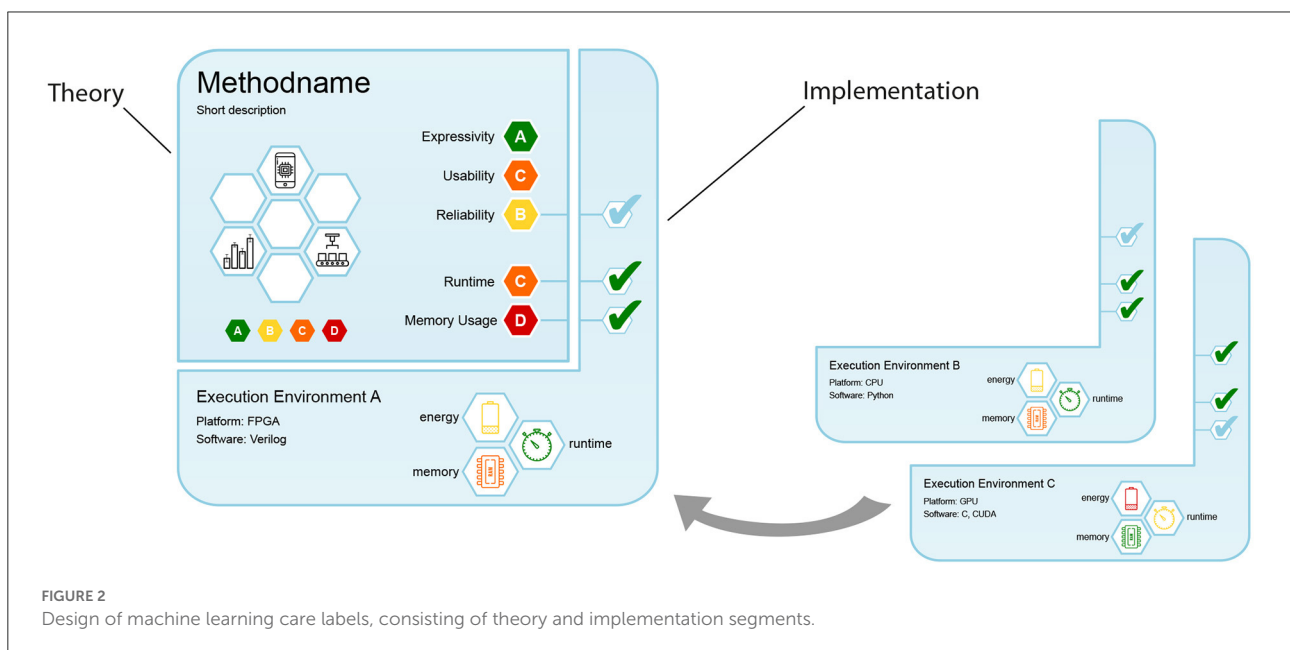 Theory
Implementation
Methodname
Short description
Expressivity A
Usability C
Reliability B
Runtime C
Memory Usage D
A B C D
Execution Environment A
Platform: FPGA
Software: Verilog
energy
runtime
memory
Execution Environment B
Platform: CPU
Software: Python
energy
runtime
memory
Execution Environment C
Platform: GPU
Software: C, CUDA
energy
runtime
memory
FIGURE 2
Design of machine learning care labels, consisting of theory and implementation segments.